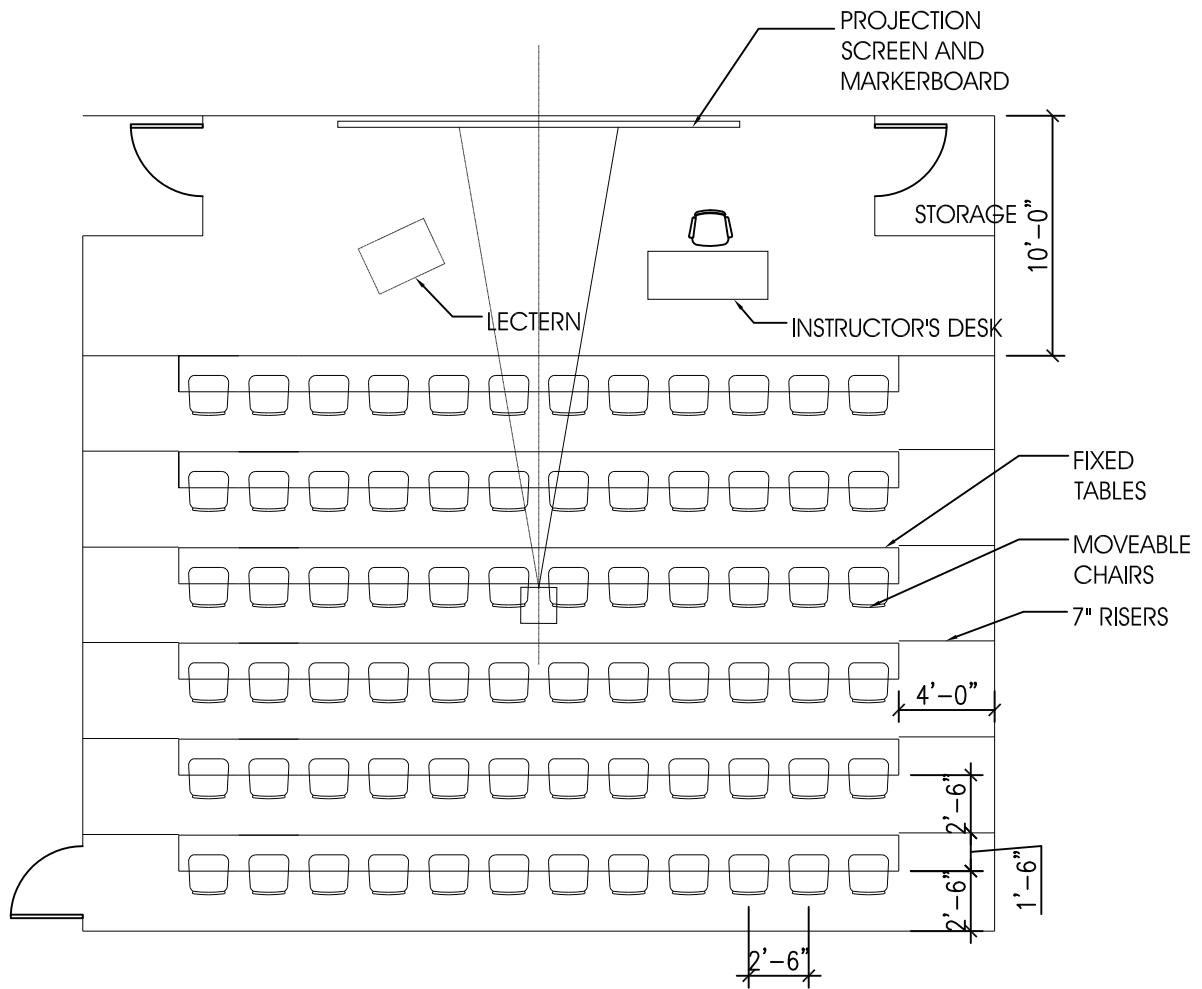 PROJECTION
SCREEN AND
MARKERBOARD
STORAGE
10'-0"
LECTERN
INSTRUCTOR'S DESK
FIXED
TABLES
MOVEABLE
CHAIRS
7" RISERS
4'-0"
2'-6"
1'-6"
2'-6"
2'-6"